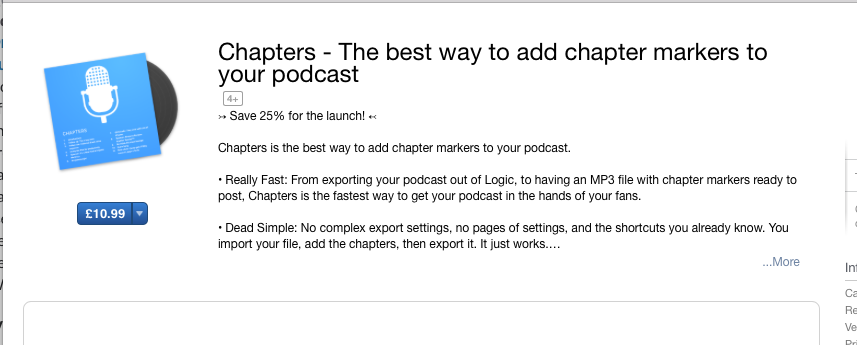 Chapters - The best way to add chapter markers to
your podcast
4+
↣ Save 25% for the launch! ↢
Chapters is the best way to add chapter markers to your podcast.
• Really Fast: From exporting your podcast out of Logic, to having an MP3 file with chapter markers ready to
post, Chapters is the fastest way to get your podcast in the hands of your fans.
• Dead Simple: No complex export settings, no pages of settings, and the shortcuts you already know. You
import your file, add the chapters, then export it. It just works....
...More
£10.99
CHAPTERS
Inf
Ca
Re
Ve
Pri